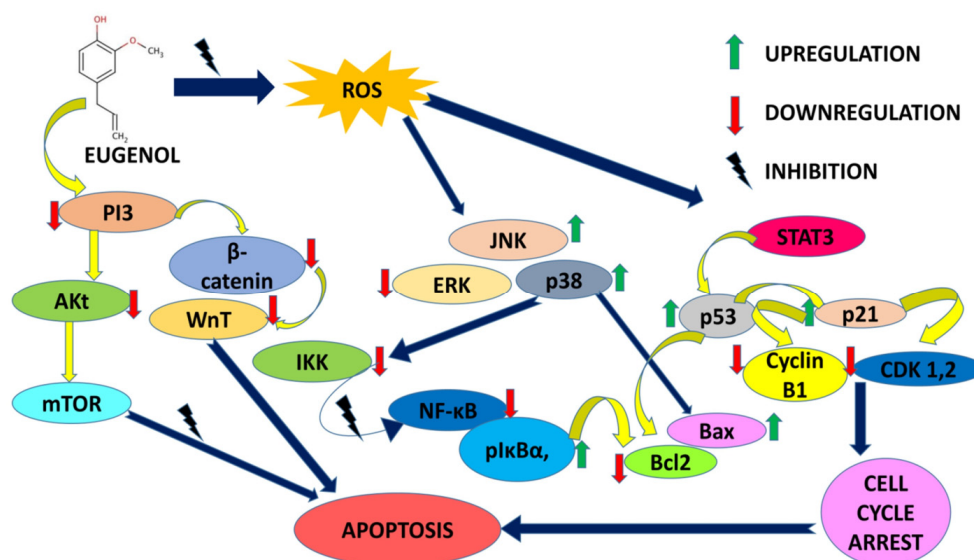 OH
O
CH3
CH2
EUGENOL
ROS
UPREGULATION
DOWNREGULATION
INHIBITION
PI3
β-
catenin
AKt
WnT
mTOR
JNK
ERK
p38
IKK
NF-κB
pIκBα,
STAT3
p53
p21
Cyclin
B1
CDK 1,2
Bax
Bcl2
CELL
CYCLE
ARREST
APOPTOSIS